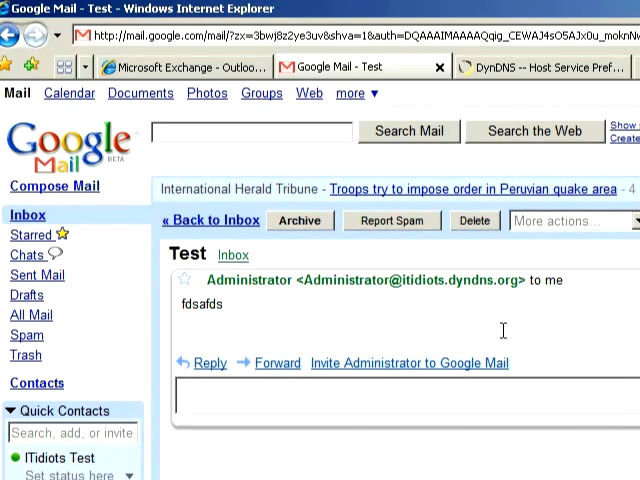 Google Mail - Test - Windows Internet Explorer
http://mail.google.com/mail/?zx=3bwj8z2ye3uv&shva=1&auth=DQAAAIMAAAAQqig_CEWAJ4sO5AJx0u_moknNw
Microsoft Exchange - Outloo... Google Mail - Test DynDNS -- Host Service Pref...
Mail Calendar Documents Photos Groups Web more
Google Mail BETA Search Mail Search the Web Show
Create
Compose Mail
International Herald Tribune - Troops try to impose order in Peruvian quake area - 4
Inbox
« Back to Inbox Archive Report Spam Delete More actions...
Starred
Test Inbox
Chats
Administrator <Administrator@itidiots.dyndns.org> to me
Sent Mail
fdsafds
Drafts
All Mail
Spam
Trash
Reply Forward Invite Administrator to Google Mail
Contacts
Quick Contacts
Search, add, or invite
ITidiots Test
Set status here